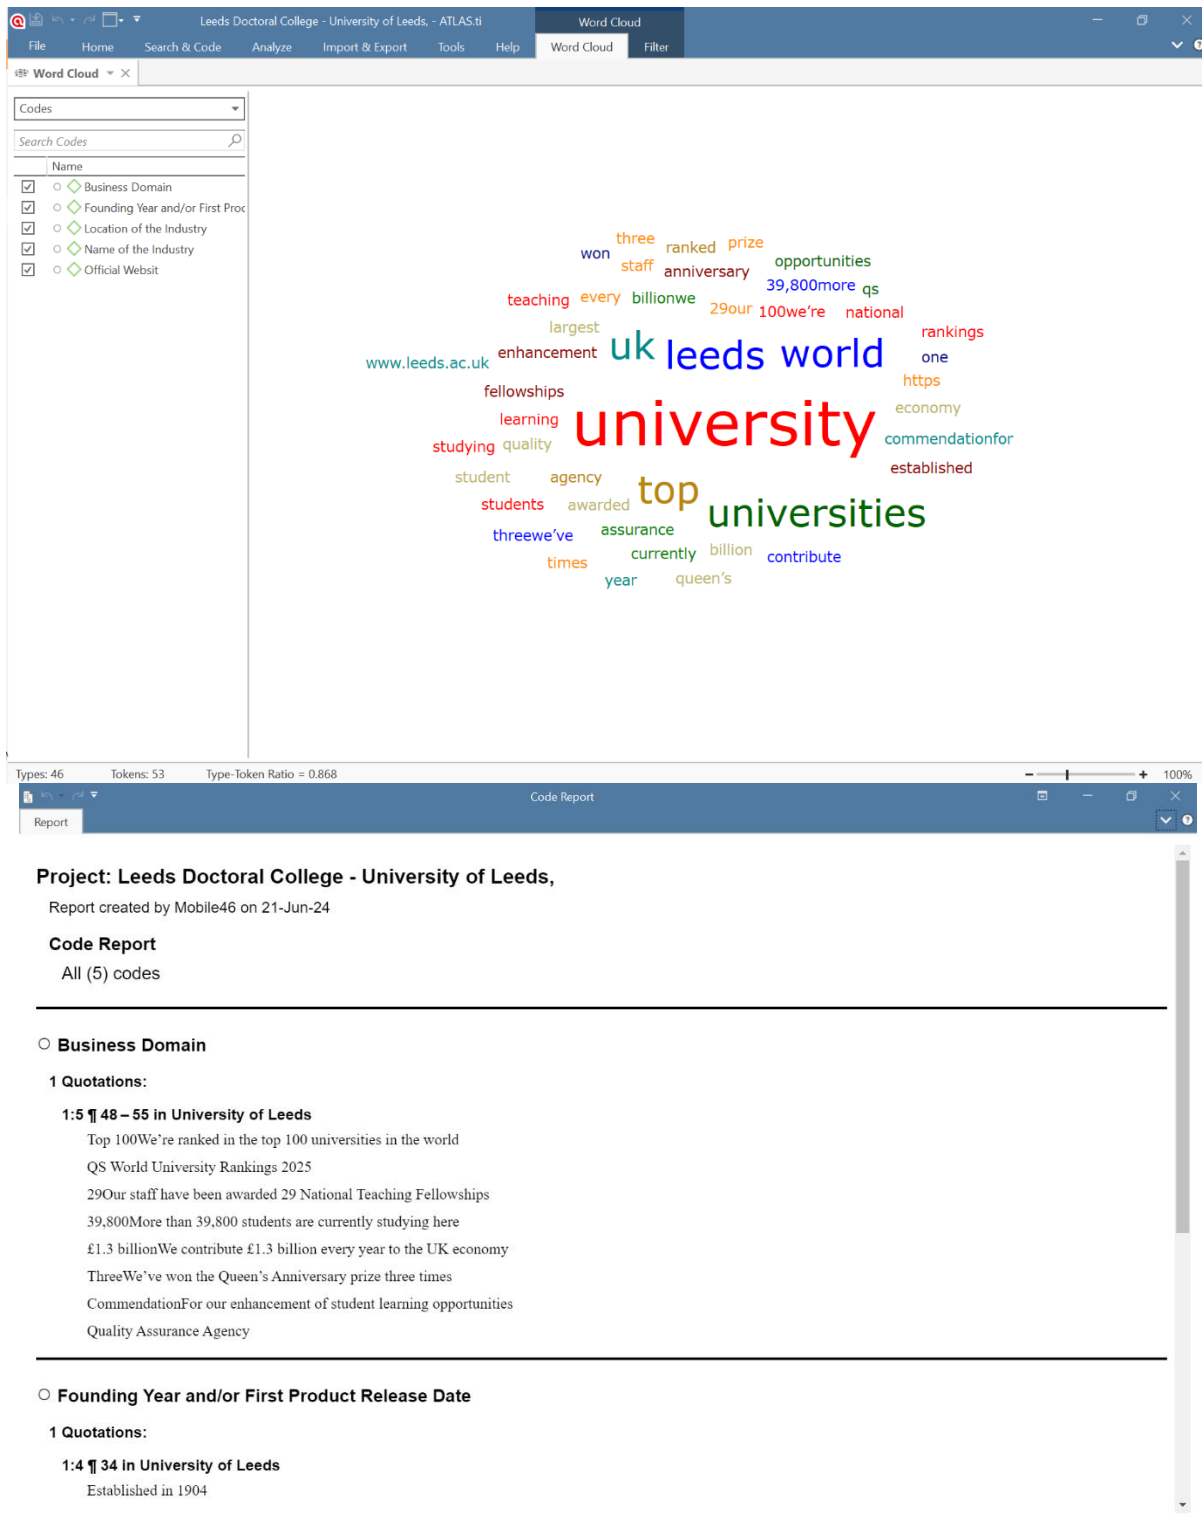 Leeds Doctoral College - University of Leeds, - ATLAS.ti
Word Cloud
File Home Search & Code Analyze Import & Export Tools Help Word Cloud Filter
Word Cloud
Codes
Search Codes
Name
Business Domain
Founding Year and/or First Proc
Location of the Industry
Name of the Industry
Official Websit
three
won
ranked
prize
staff
anniversary
opportunities
39,800more
qs
teaching
every
billionwe
29our
100we're
national
largest
rankings
enhancement
uk
leeds
world
one
www.leeds.ac.uk
https
fellowships
economy
learning
university
commendationfor
studying
quality
established
student
agency
top
students
awarded
universities
threewe've
assurance
currently
billion
contribute
times
year
queen's
Types: 46 Tokens: 53 Type-Token Ratio = 0.868
100%
Code Report
Report
Project: Leeds Doctoral College - University of Leeds,
Report created by Mobile46 on 21-Jun-24
Code Report
All (5) codes
Business Domain
1 Quotations:
1:5 ¶ 48 – 55 in University of Leeds
Top 100We’re ranked in the top 100 universities in the world
QS World University Rankings 2025
29Our staff have been awarded 29 National Teaching Fellowships
39,800More than 39,800 students are currently studying here
£1.3 billionWe contribute £1.3 billion every year to the UK economy
ThreeWe’ve won the Queen’s Anniversary prize three times
CommendationFor our enhancement of student learning opportunities
Quality Assurance Agency
Founding Year and/or First Product Release Date
1 Quotations:
1:4 ¶ 34 in University of Leeds
Established in 1904